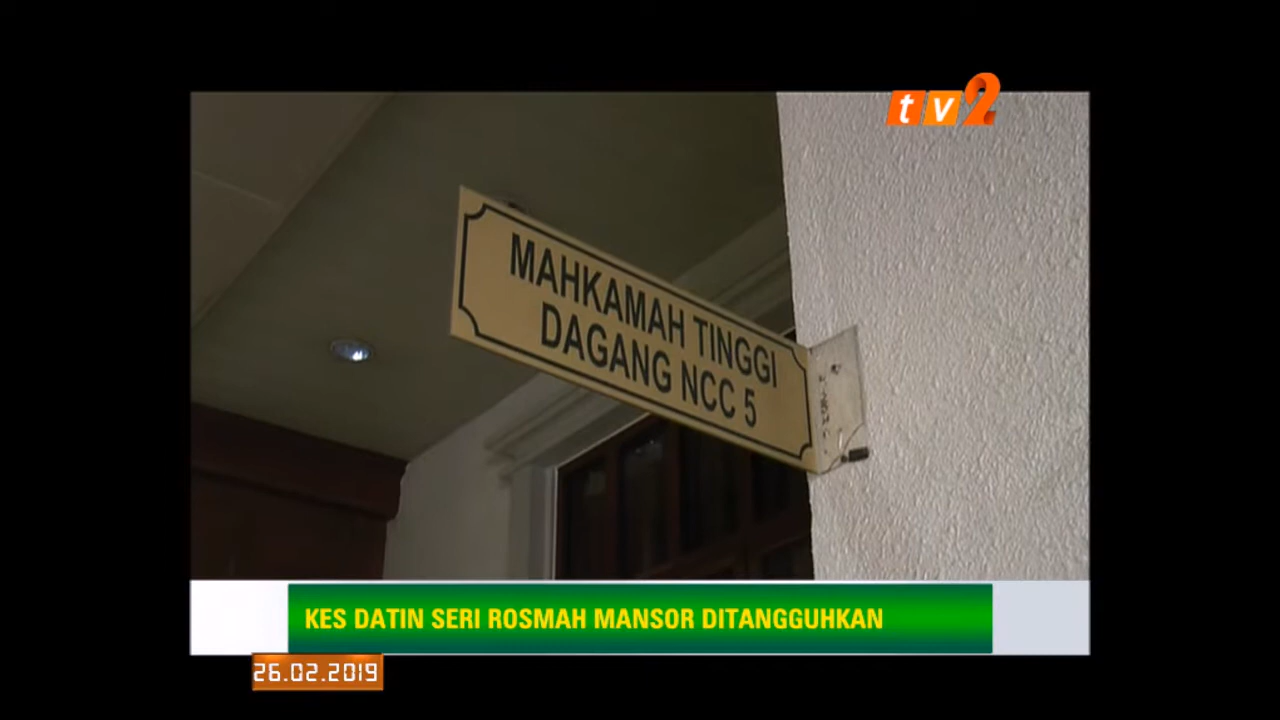 tv2
MAHKAMAH TINGGI
DAGANG NCC 5
KES DATIN SERI ROSMAH MANSOR DITANGGUHKAN
26.02.2019